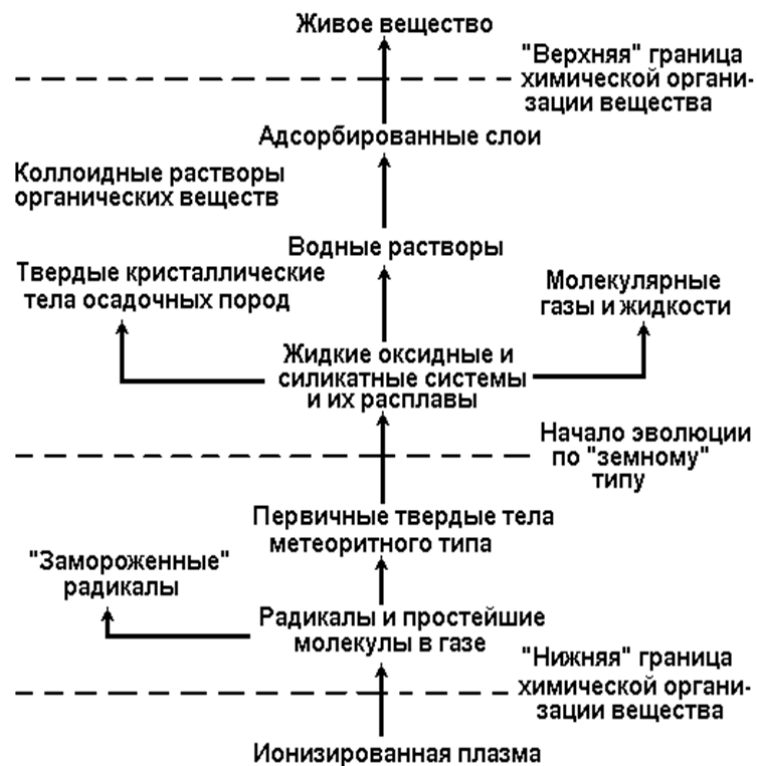 Живое вещество
"Верхняя" граница
химической органи-
зации вещества
Адсорбированные слои
Коллоидные растворы
органических веществ
Водные растворы
Твердые кристаллические
тела осадочных пород
Молекулярные
газы и жидкости
Жидкие оксидные и
силикатные системы
и их расплавы
Начало эволюции
по "земному"
типу
Первичные твердые тела
метеоритного типа
"Замороженные"
радикалы
Радикалы и простейшие
молекулы в газе
"Нижняя" граница
химической органи-
зации вещества
Ионизированная плазма